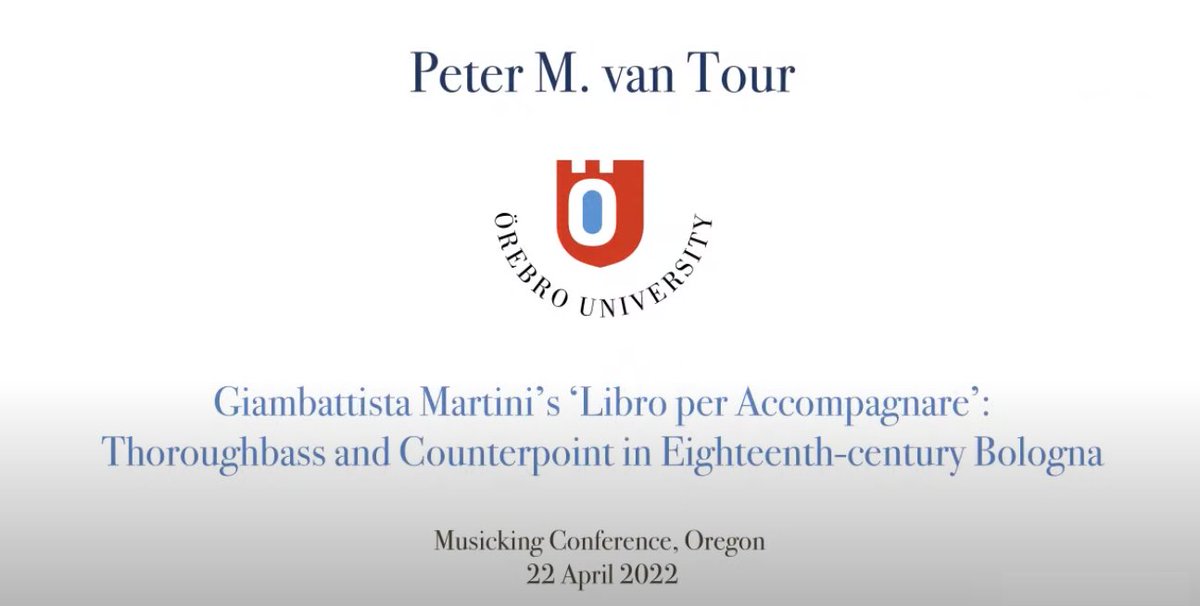 Peter M. van Tour
ÖREBRO UNIVERSITY
Giambattista Martini’s ‘Libro per Accompagnare’:
Thoroughbass and Counterpoint in Eighteenth-century Bologna
Musicking Conference, Oregon
22 April 2022